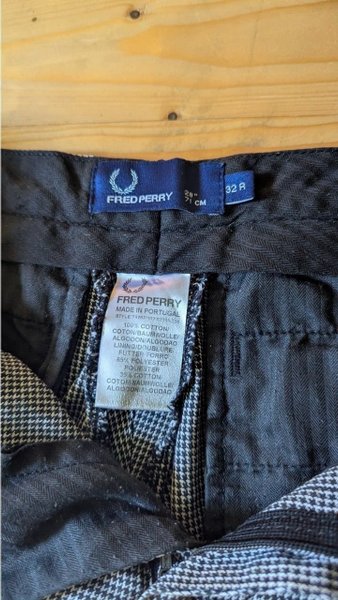 FRED PERRY
28"
71 CM
32 R
FRED PERRY
MADE IN PORTUGAL
100% COTTON/
COTON/BAUMWOLLE/
ALGODON/ALGODAO
LINING/DOUBLURE
FUTTER FORRO
65% POLYESTER
POLIESTER
35% COTTON/
COTON/BAUMWOLLE/
ALGODON/ALGODAO